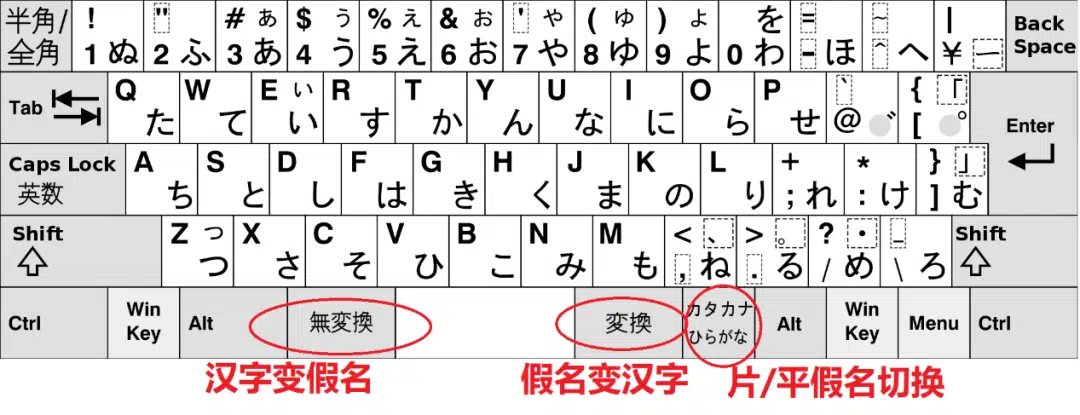 半角/ ! " # ぁ $ ぅ % ぇ & ぉ ' ゃ ( ゅ ) ょ を = ~ | Back
全角 1 ぬ 2 ふ 3 あ 4 う 5 え 6 お 7 や 8 ゆ 9 よ 0 わ - ほ ^ へ ¥ ー Space
Tab Q W E ぃ R T Y U I O P ` { 「
た て い す か ん な に ら せ @ ゛ [ ゜ Enter
Caps Lock A S D F G H J K L + * } 」
英数 ち と し は き く ま の り ; れ : け ] む
Shift Z っ X C V B N M < 、 > 。 ? ・ _ Shift
つ さ そ ひ こ み も , ね . る / め \ ろ
Ctrl Win Key Alt 無変換 変換 カタカナ ひらがな Alt Win Key Menu Ctrl
汉字变假名 假名变汉字 片/平假名切换